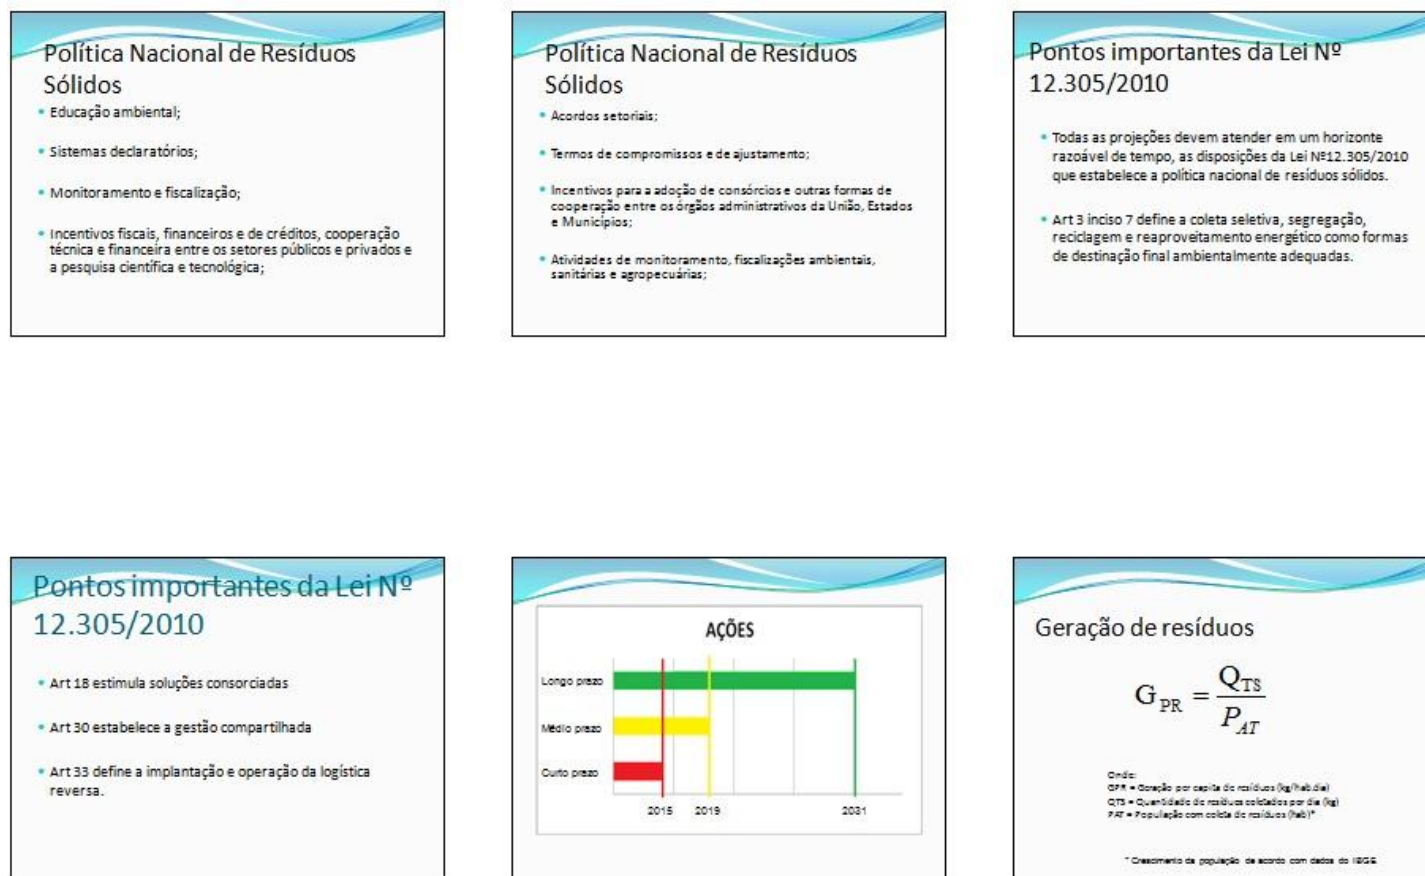 Política Nacional de Resíduos
Sólidos
• Educação ambiental;
• Sistemas declaratórios;
• Monitoramento e fiscalização;
• Incentivos fiscais, financeiros e de créditos, cooperação
técnica e financeira entre os setores públicos e privados e
a pesquisa científica e tecnológica;
Política Nacional de Resíduos
Sólidos
• Acordos setoriais;
• Termos de compromissos e de ajustamento;
• Incentivos para a adoção de consórcios e outras formas de
cooperação entre os órgãos administrativos da União, Estados
e Municípios;
• Atividades de monitoramento, fiscalizações ambientais,
sanitárias e agropecuárias;
Pontos importantes da Lei Nº
12.305/2010
• Todas as projeções devem atender em um horizonte
razoável de tempo, as disposições da Lei Nº12.305/2010
que estabelece a política nacional de resíduos sólidos.
• Art 3 inciso 7 define a coleta seletiva, segregação,
reciclagem e reaproveitamento energético como formas
de destinação final ambientalmente adequadas.
Pontos importantes da Lei Nº
12.305/2010
• Art 18 estimula soluções consorciadas
• Art 30 estabelece a gestão compartilhada
• Art 33 define a implantação e operação da logística
reversa.
AÇÕES
Longo prazo
Médio prazo
Curto prazo
2015 2019 2031
Geração de resíduos
G_PR = Q_TS / P_AT
Onde:
GPR = Geração per capita de resíduos (kg/hab.dia)
QTS = Quantidade de resíduos coletados por dia (kg)
PAT = População com coleta de resíduos (hab)*
* Crescimento da população de acordo com dados do IBGE